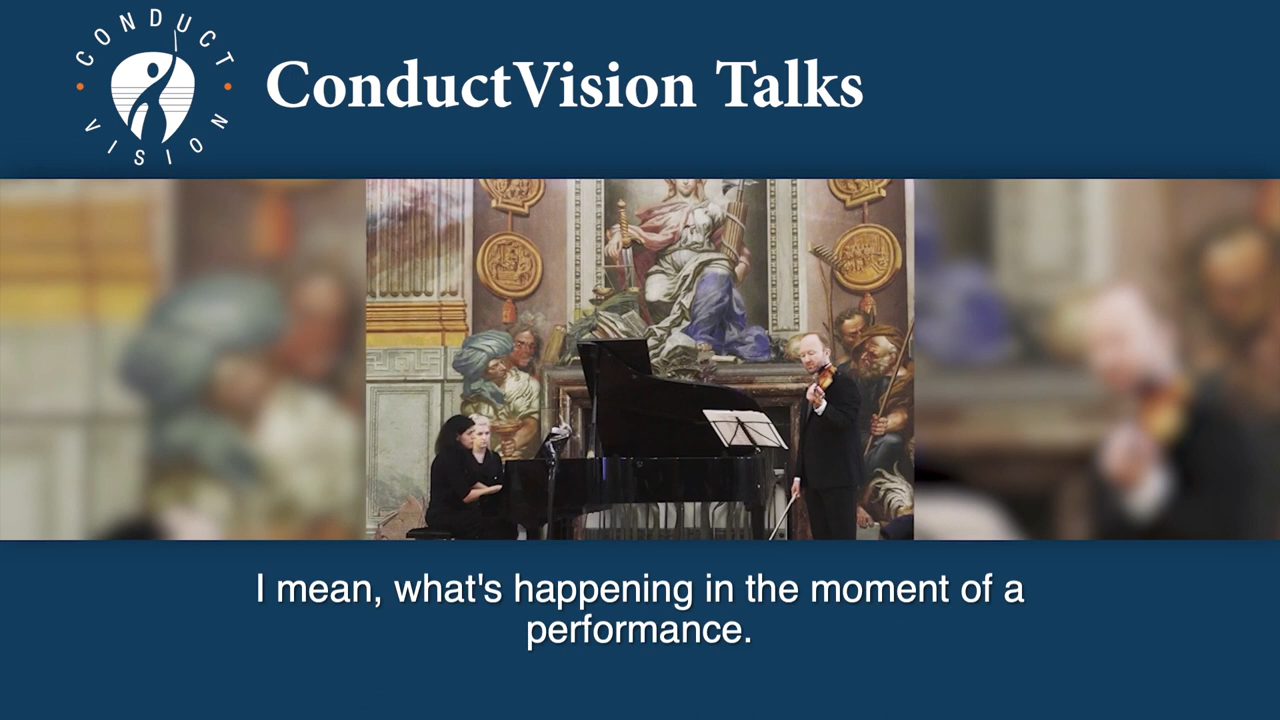 CONDUCT
VISION
ConductVision Talks
I mean, what's happening in the moment of a
performance.